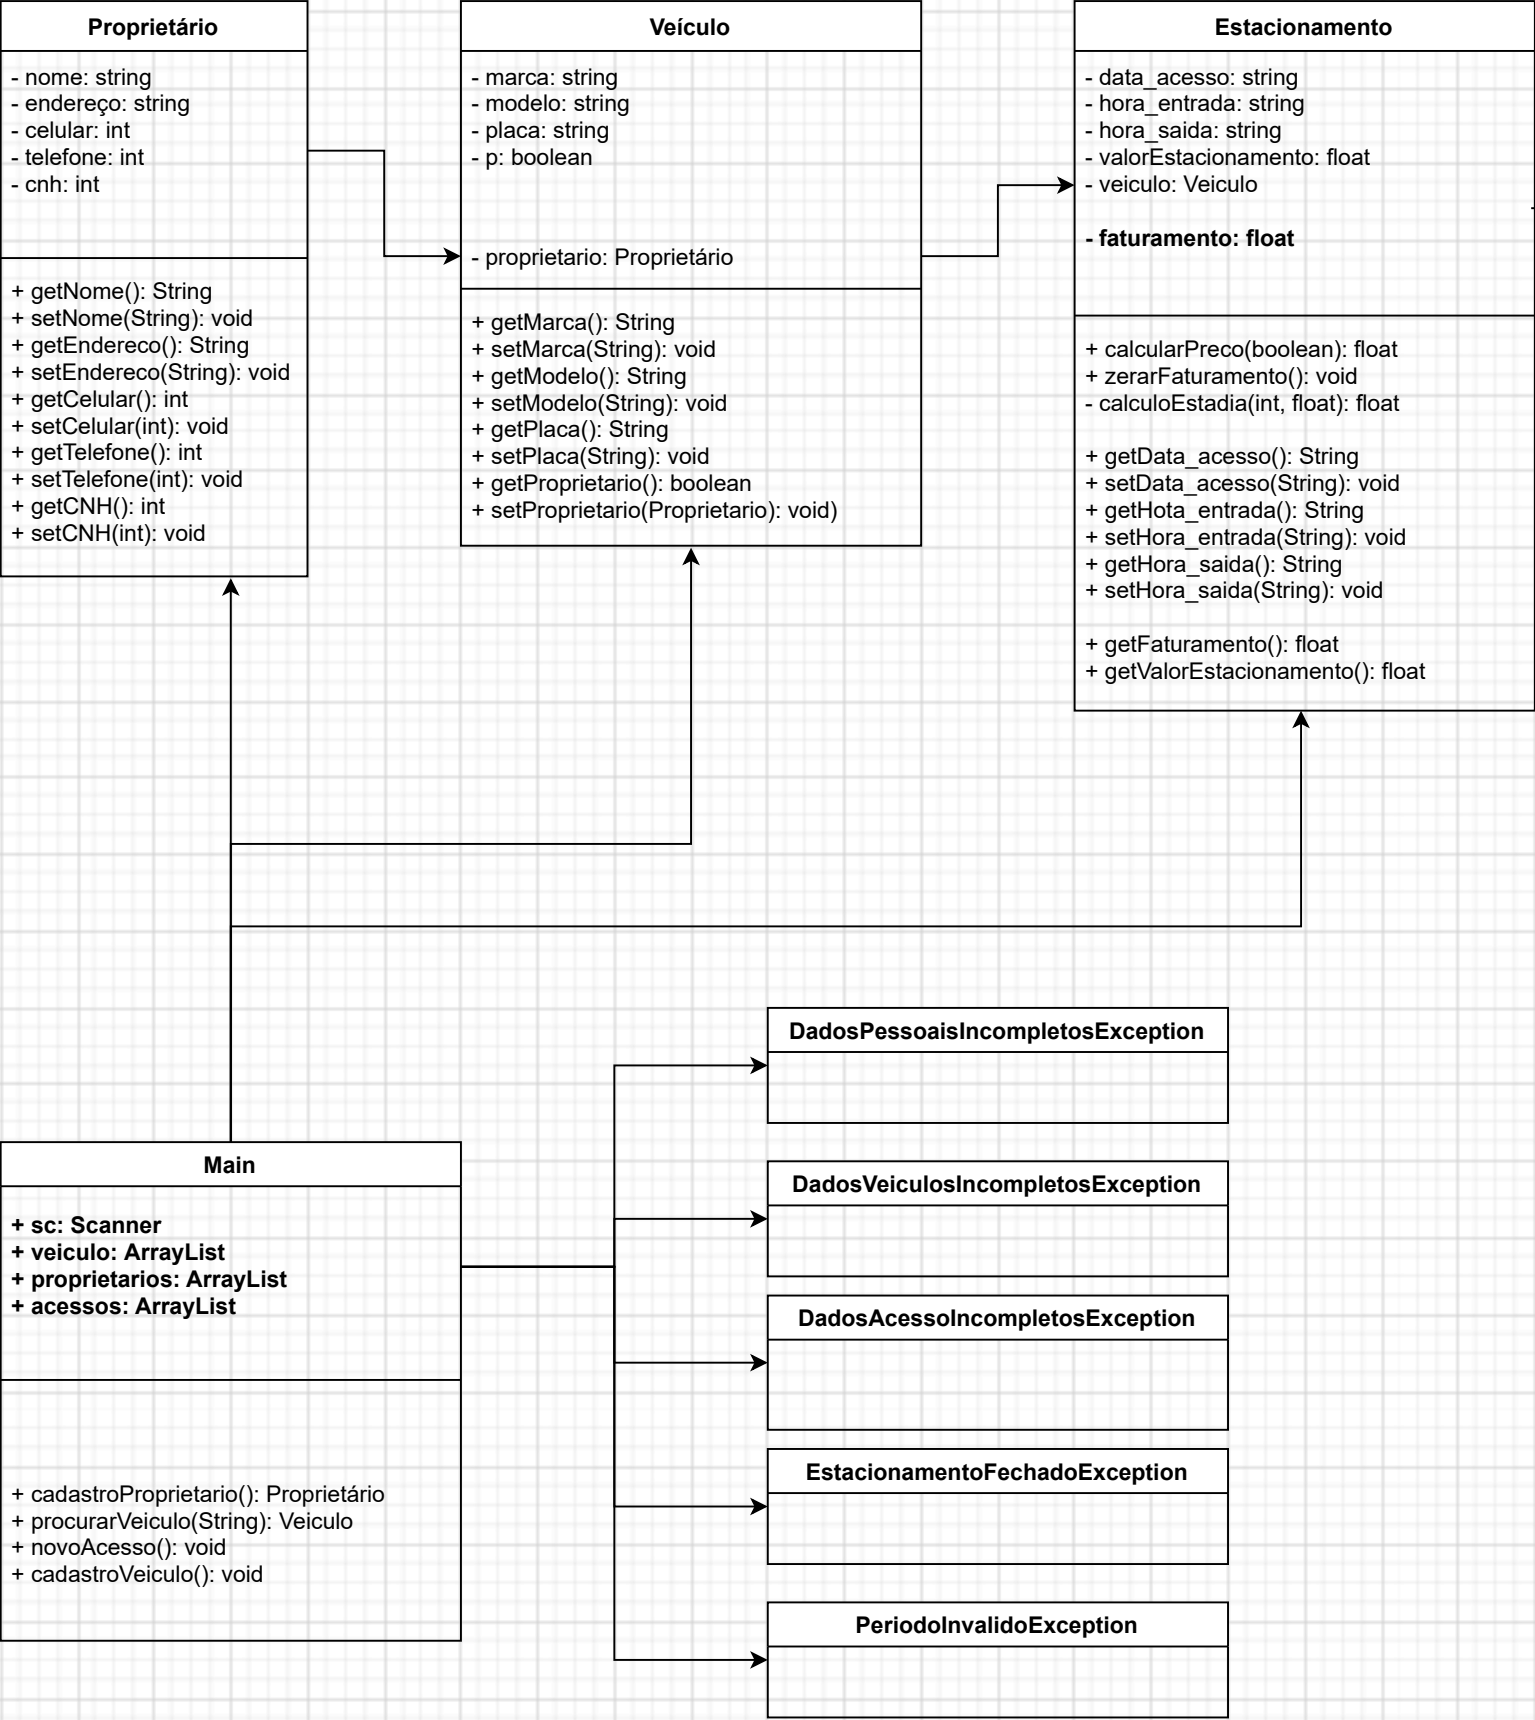 Proprietário
- nome: string
- endereço: string
- celular: int
- telefone: int
- cnh: int
+ getNome(): String
+ setNome(String): void
+ getEndereco(): String
+ setEndereco(String): void
+ getCelular(): int
+ setCelular(int): void
+ getTelefone(): int
+ setTelefone(int): void
+ getCNH(): int
+ setCNH(int): void
Veículo
- marca: string
- modelo: string
- placa: string
- p: boolean
- proprietario: Proprietário
+ getMarca(): String
+ setMarca(String): void
+ getModelo(): String
+ setModelo(String): void
+ getPlaca(): String
+ setPlaca(String): void
+ getProprietario(): boolean
+ setProprietario(Proprietario): void)
Estacionamento
- data_acesso: string
- hora_entrada: string
- hora_saida: string
- valorEstacionamento: float
- veiculo: Veiculo
- faturamento: float
+ calcularPreco(boolean): float
+ zerarFaturamento(): void
- calculoEstadia(int, float): float
+ getData_acesso(): String
+ setData_acesso(String): void
+ getHota_entrada(): String
+ setHora_entrada(String): void
+ getHora_saida(): String
+ setHora_saida(String): void
+ getFaturamento(): float
+ getValorEstacionamento(): float
Main
+ sc: Scanner
+ veiculo: ArrayList
+ proprietarios: ArrayList
+ acessos: ArrayList
+ cadastroProprietario(): Proprietário
+ procurarVeiculo(String): Veiculo
+ novoAcesso(): void
+ cadastroVeiculo(): void
DadosPessoaisIncompletosException
DadosVeiculosIncompletosException
DadosAcessoIncompletosException
EstacionamentoFechadoException
PeriodoInvalidoException